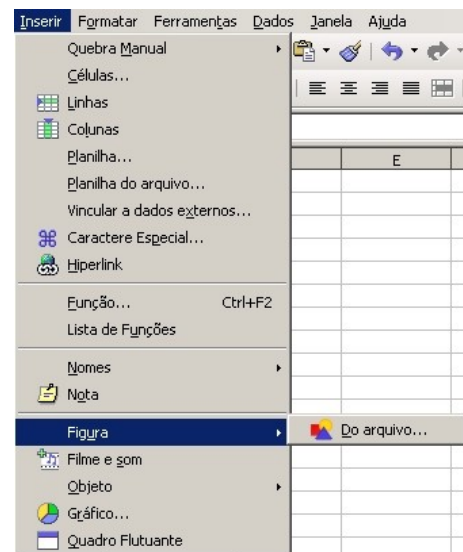 Inserir Formatar Ferramentas Dados Janela Ajuda
Quebra Manual
Células...
Linhas
Colunas
Planilha...
Planilha do arquivo...
Vincular a dados externos...
Caractere Especial...
Hiperlink
Função... Ctrl+F2
Lista de Funções
Nomes
Nota
Figura
Do arquivo...
Filme e som
Objeto
Gráfico...
Quadro Flutuante
E